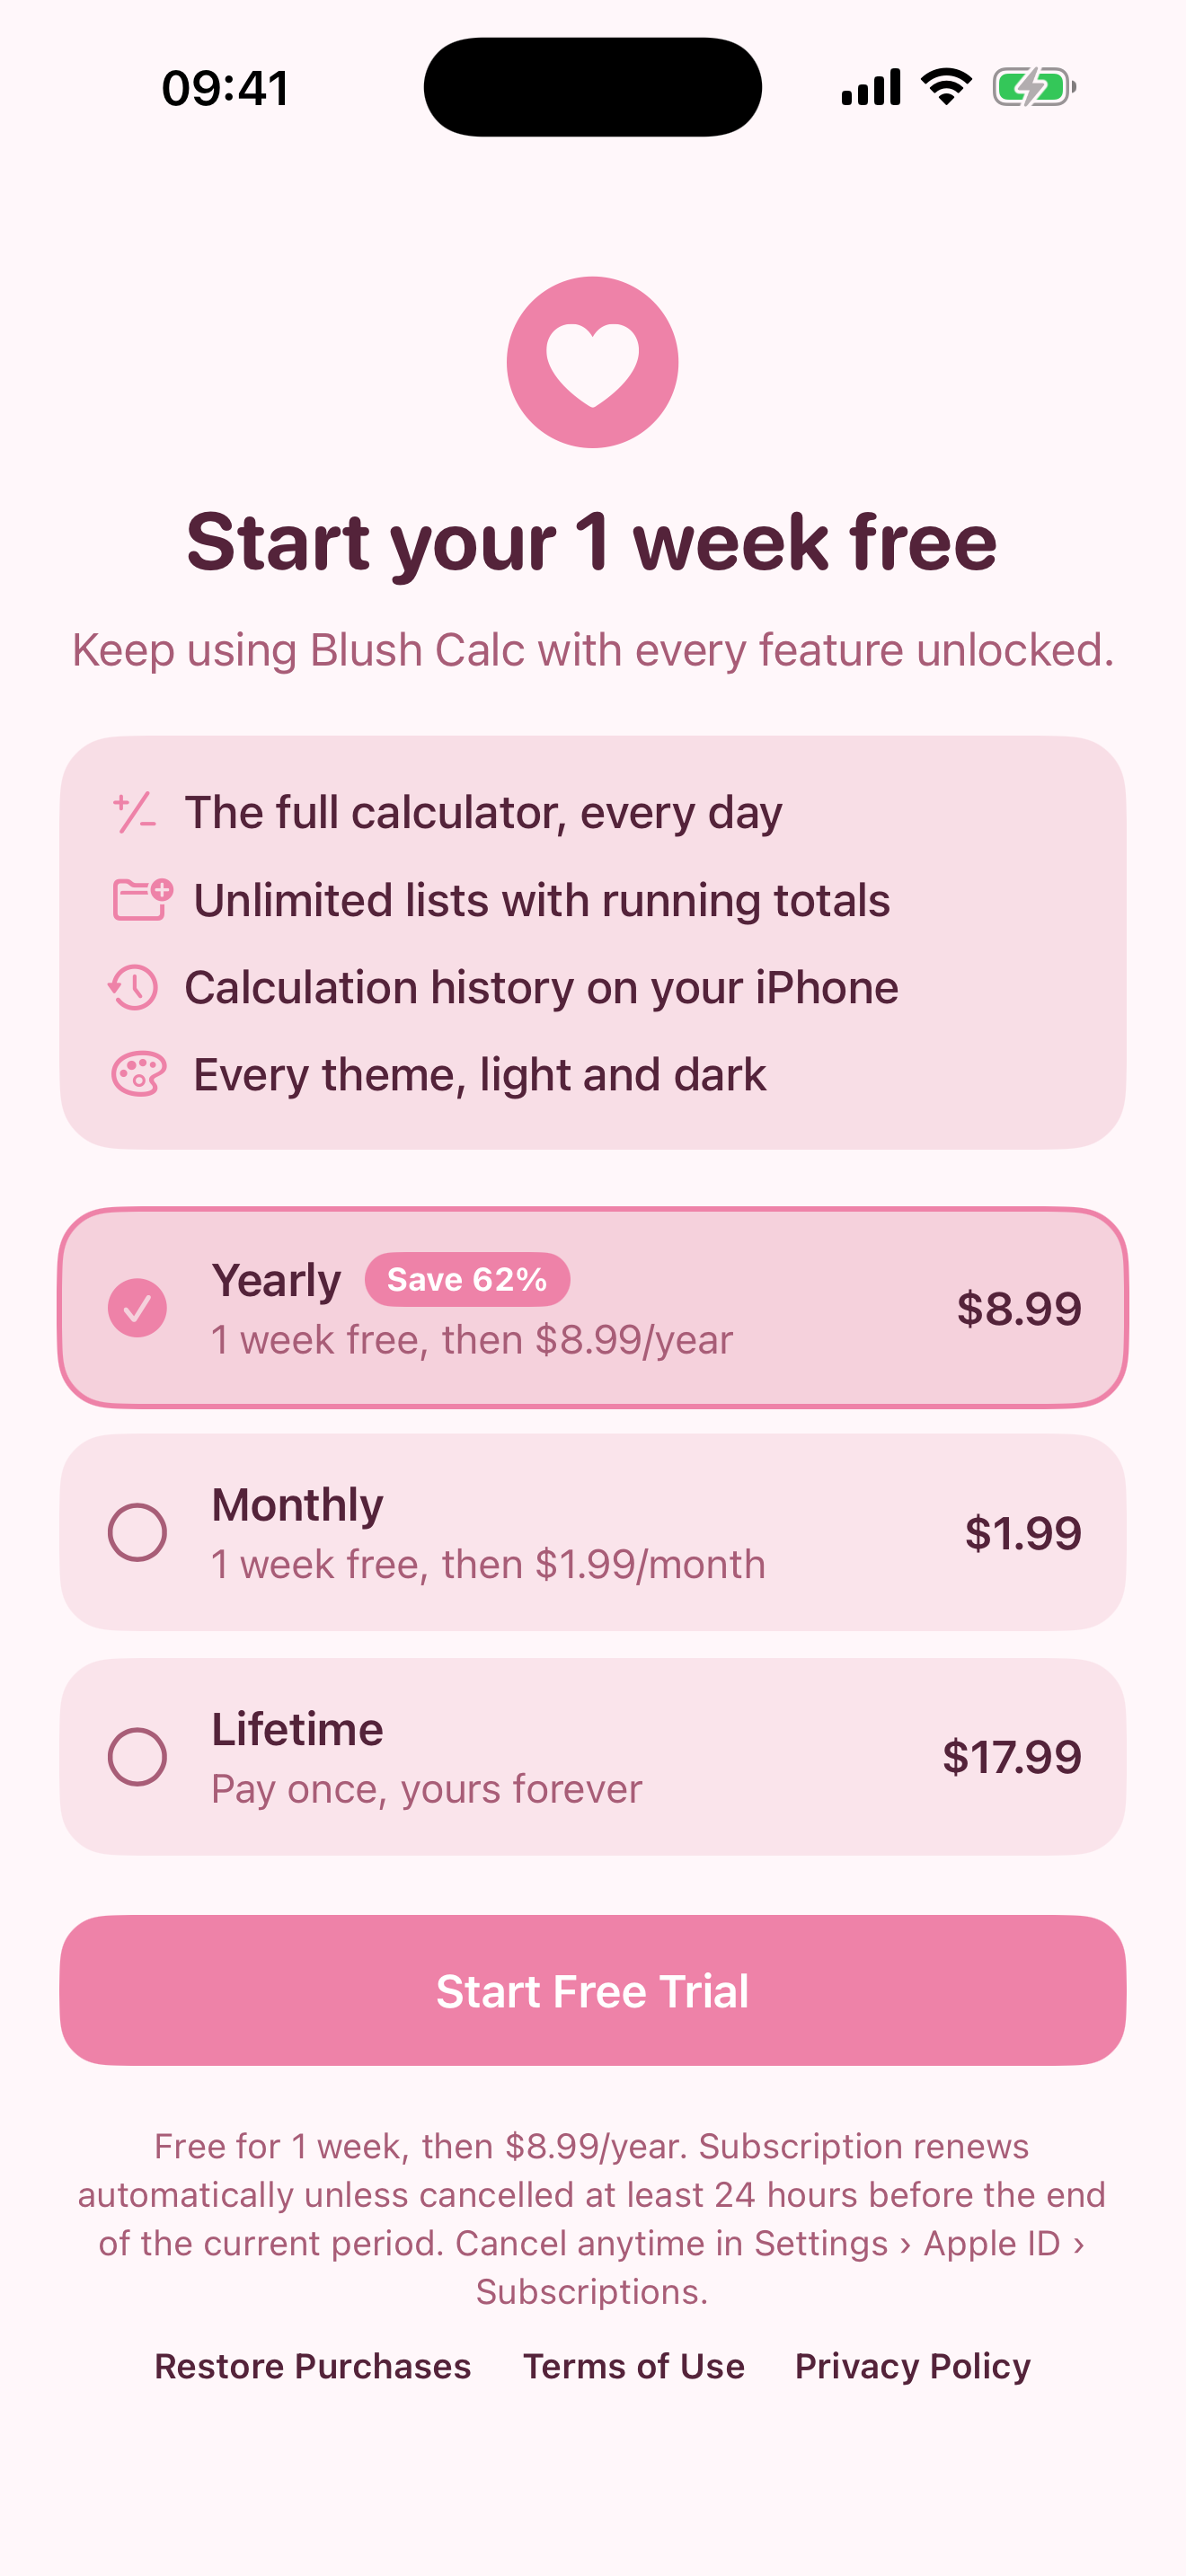 09:41
Start your 1 week free
Keep using Blush Calc with every feature unlocked.
The full calculator, every day
Unlimited lists with running totals
Calculation history on your iPhone
Every theme, light and dark
Yearly Save 62%
1 week free, then $8.99/year
$8.99
Monthly
1 week free, then $1.99/month
$1.99
Lifetime
Pay once, yours forever
$17.99
Start Free Trial
Free for 1 week, then $8.99/year. Subscription renews
automatically unless cancelled at least 24 hours before the end
of the current period. Cancel anytime in Settings › Apple ID ›
Subscriptions.
Restore Purchases Terms of Use Privacy Policy